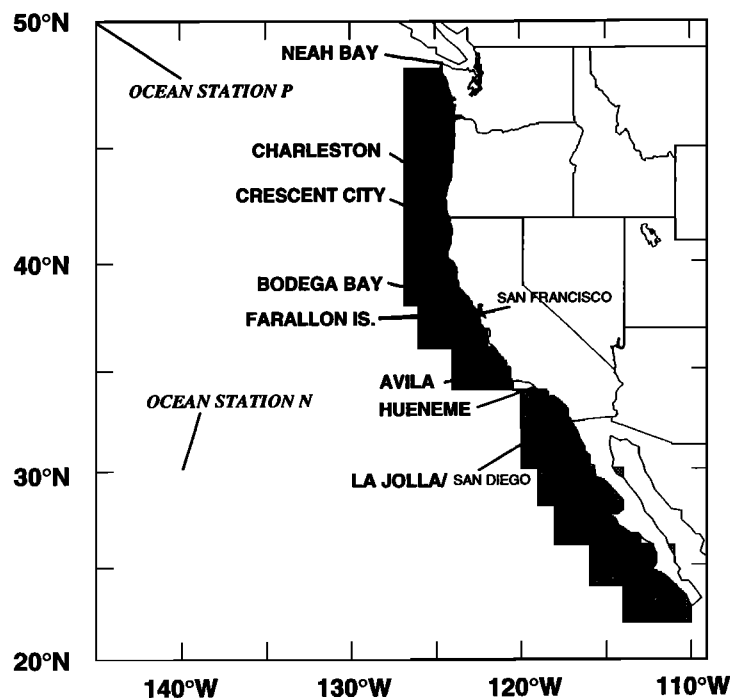 50°N
NEAH BAY
OCEAN STATION P
CHARLESTON
CRESCENT CITY
40°N
BODEGA BAY
SAN FRANCISCO
FARALLON IS.
AVILA
OCEAN STATION N
HUENEME
30°N
LA JOLLA/ SAN DIEGO
20°N
140°W 130°W 120°W 110°W